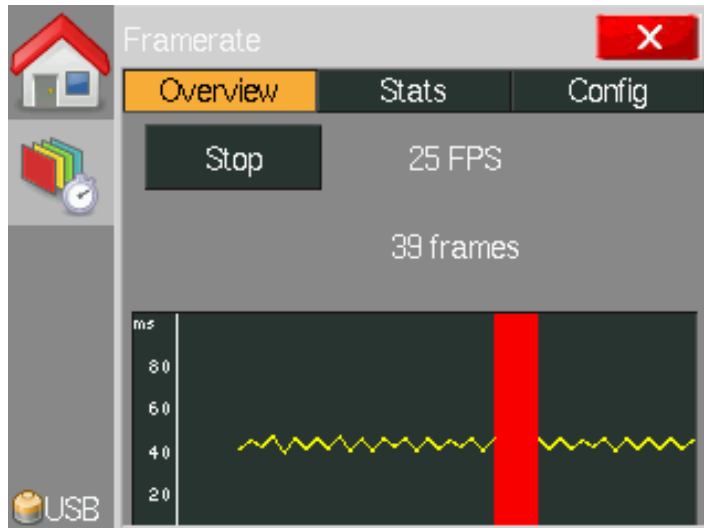 Framerate
Overview Stats Config
Stop 25 FPS
39 frames
ms
80
60
40
20
USB